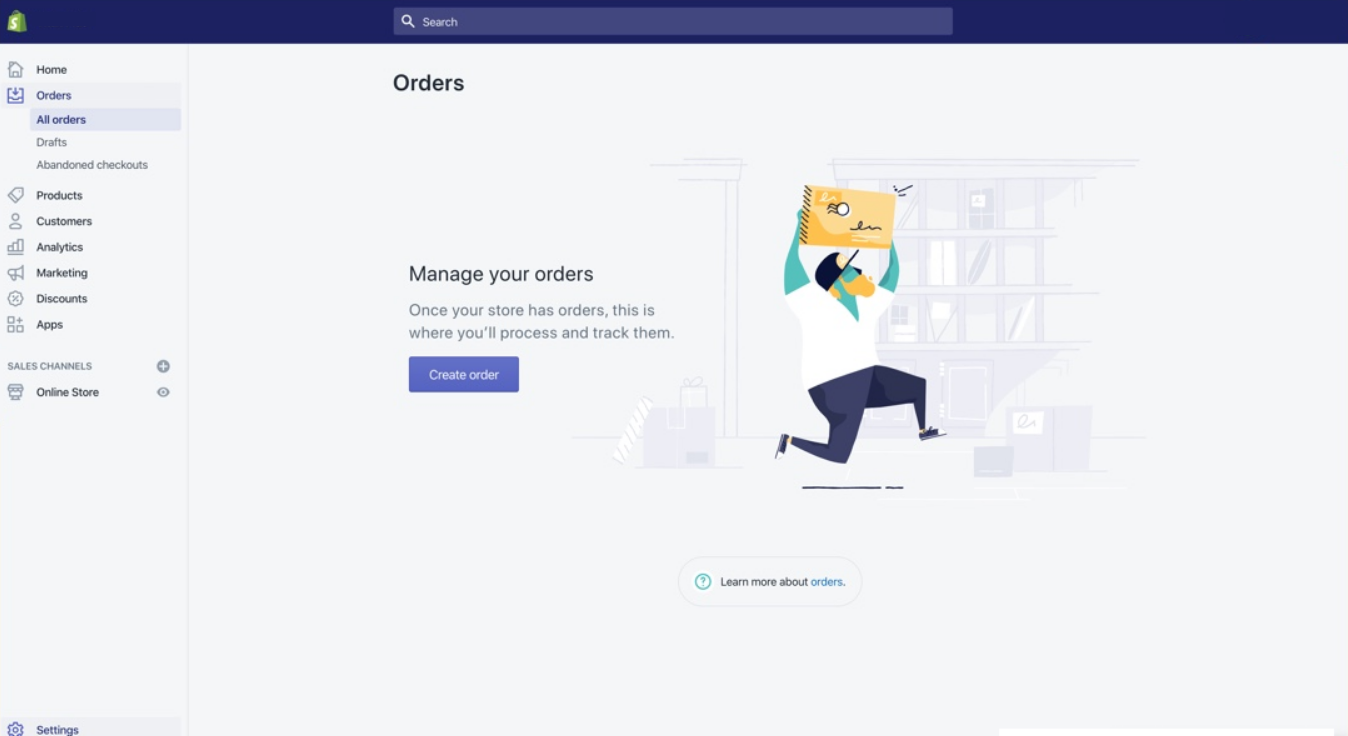 Search
Home
Orders
All orders
Drafts
Abandoned checkouts
Products
Customers
Analytics
Marketing
Discounts
Apps
SALES CHANNELS
Online Store
Settings
Orders
Manage your orders
Once your store has orders, this is
where you’ll process and track them.
Create order
Learn more about orders.